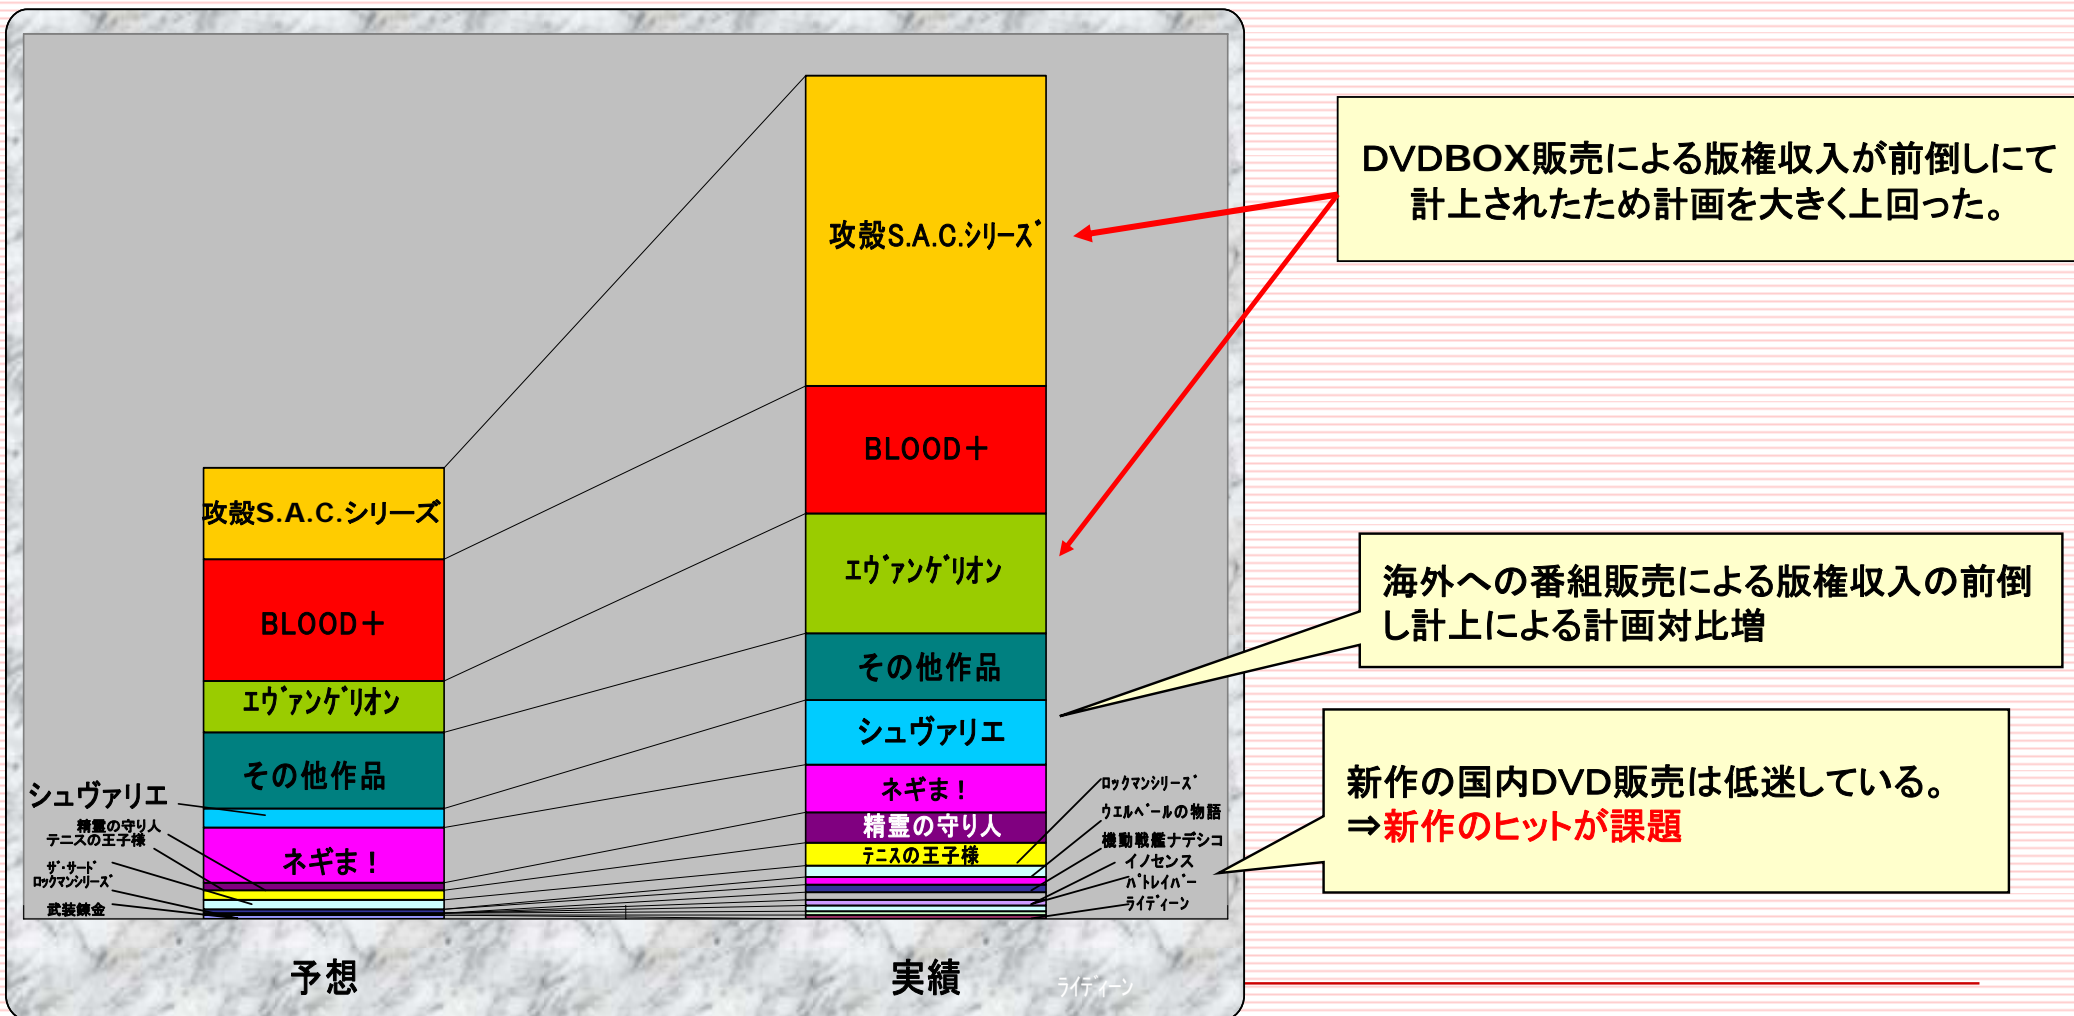 攻殻S.A.C.シリーズ
BLOOD＋
エヴァンゲリオン
その他作品
シュヴァリエ
ネギま！
精霊の守り人
テニスの王子様
ザ・サード
ロックマンシリーズ
武装錬金
予想
攻殻S.A.C.シリーズ
BLOOD＋
エヴァンゲリオン
その他作品
シュヴァリエ
ネギま！
精霊の守り人
テニスの王子様
ロックマンシリーズ
ウエルベールの物語
機動戦艦ナデシコ
イノセンス
パトレイバー
ライディーン
実績
ライディーン
DVDBOX販売による版権収入が前倒しにて
計上されたため計画を大きく上回った。
海外への番組販売による版権収入の前倒
し計上による計画対比増
新作の国内DVD販売は低迷している。
⇒新作のヒットが課題